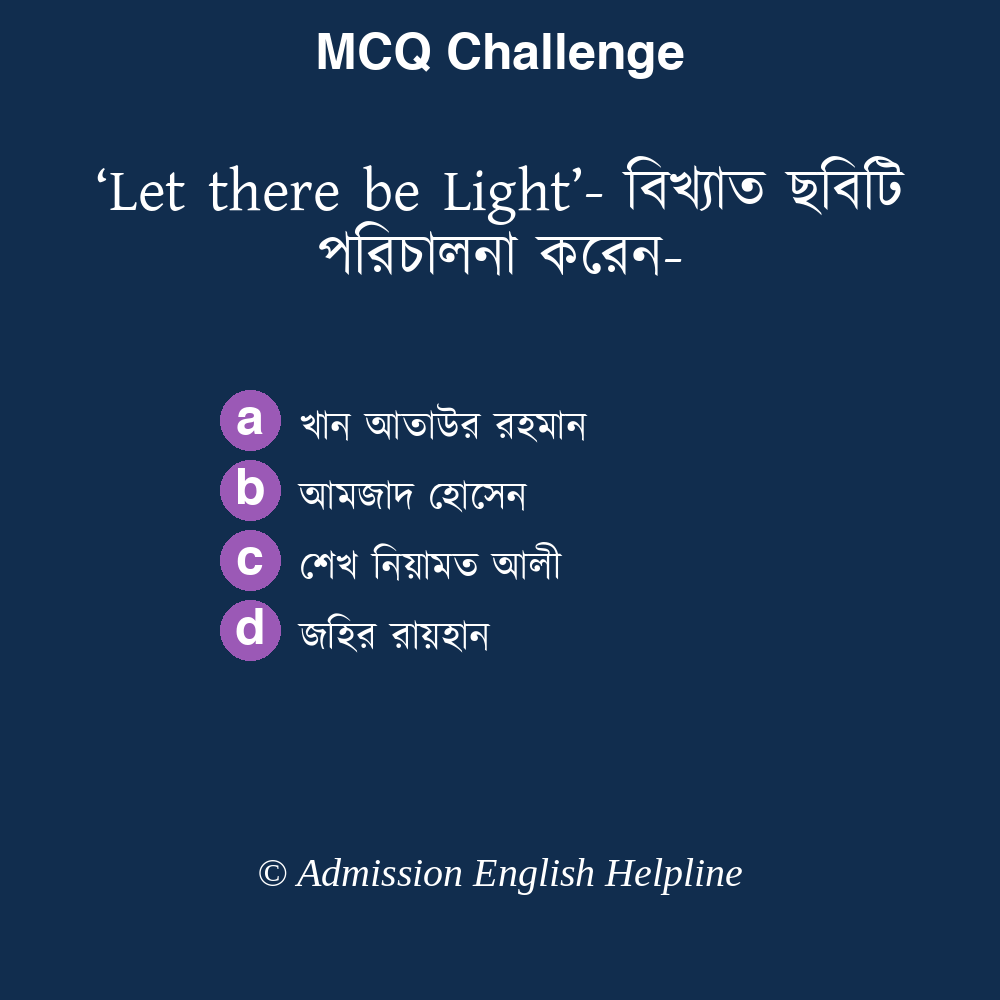 MCQ Challenge
‘Let there be Light’- বিখ্যাত ছবিটি
পরিচালনা করেন-
a খান আতাউর রহমান
b আমজাদ হোসেন
c শেখ নিয়ামত আলী
d জহির রায়হান
© Admission English Helpline